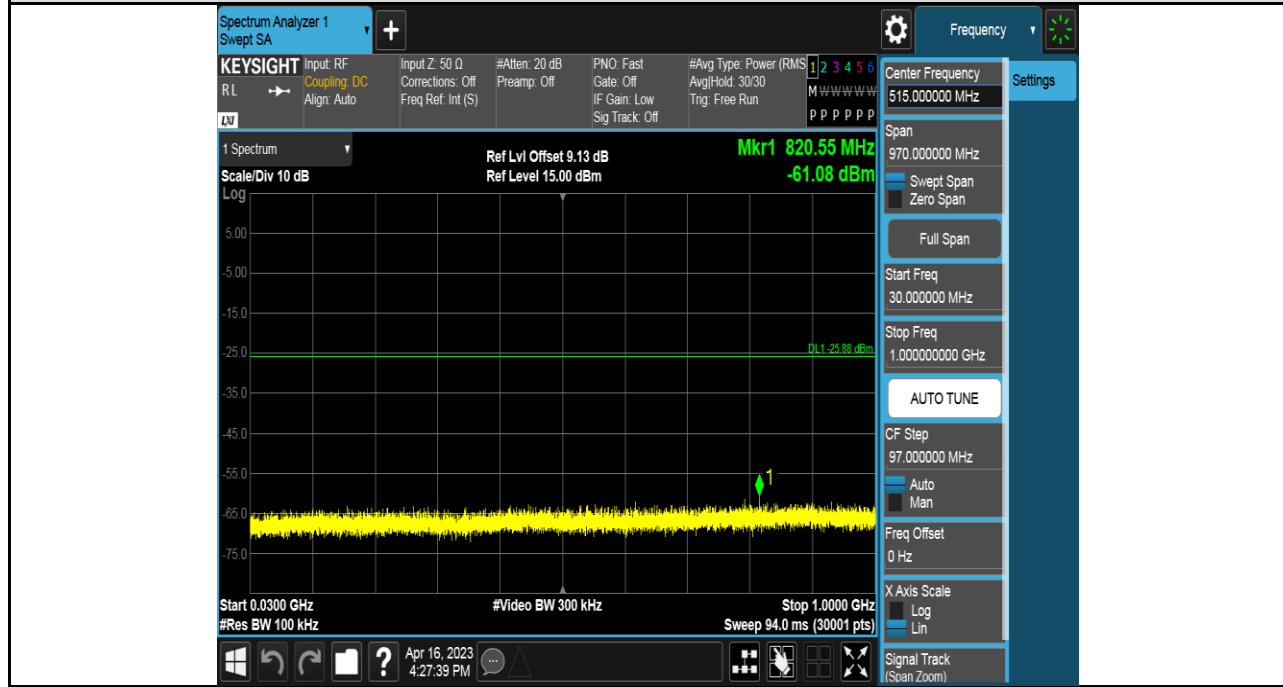 Spectrum Analyzer 1
Swept SA
+
Frequency
KEYSIGHT
RL
LXI
Input: RF
Coupling: DC
Align: Auto
Input Z: 50 Ω
Corrections: Off
Freq Ref: Int (S)
#Atten: 20 dB
Preamp: Off
PNO: Fast
Gate: Off
IF Gain: Low
Sig Track: Off
#Avg Type: Power (RMS
Avg|Hold: 30/30
Trig: Free Run
1 2 3 4 5 6
M W W W W W
P P P P P P
1 Spectrum
Scale/Div 10 dB
Log
Ref Lvl Offset 9.13 dB
Ref Level 15.00 dBm
Mkr1 820.55 MHz
-61.08 dBm
5.00
-5.00
-15.0
-25.0
DL1 -25.88 dBm
-35.0
-45.0
-55.0
1
-65.0
-75.0
Start 0.0300 GHz
#Video BW 300 kHz
Stop 1.0000 GHz
#Res BW 100 kHz
Sweep 94.0 ms (30001 pts)
?
Apr 16, 2023
4:27:39 PM
Center Frequency
515.000000 MHz
Settings
Span
970.000000 MHz
Swept Span
Zero Span
Full Span
Start Freq
30.000000 MHz
Stop Freq
1.000000000 GHz
AUTO TUNE
CF Step
97.000000 MHz
Auto
Man
Freq Offset
0 Hz
X Axis Scale
Log
Lin
Signal Track
(Span Zoom)